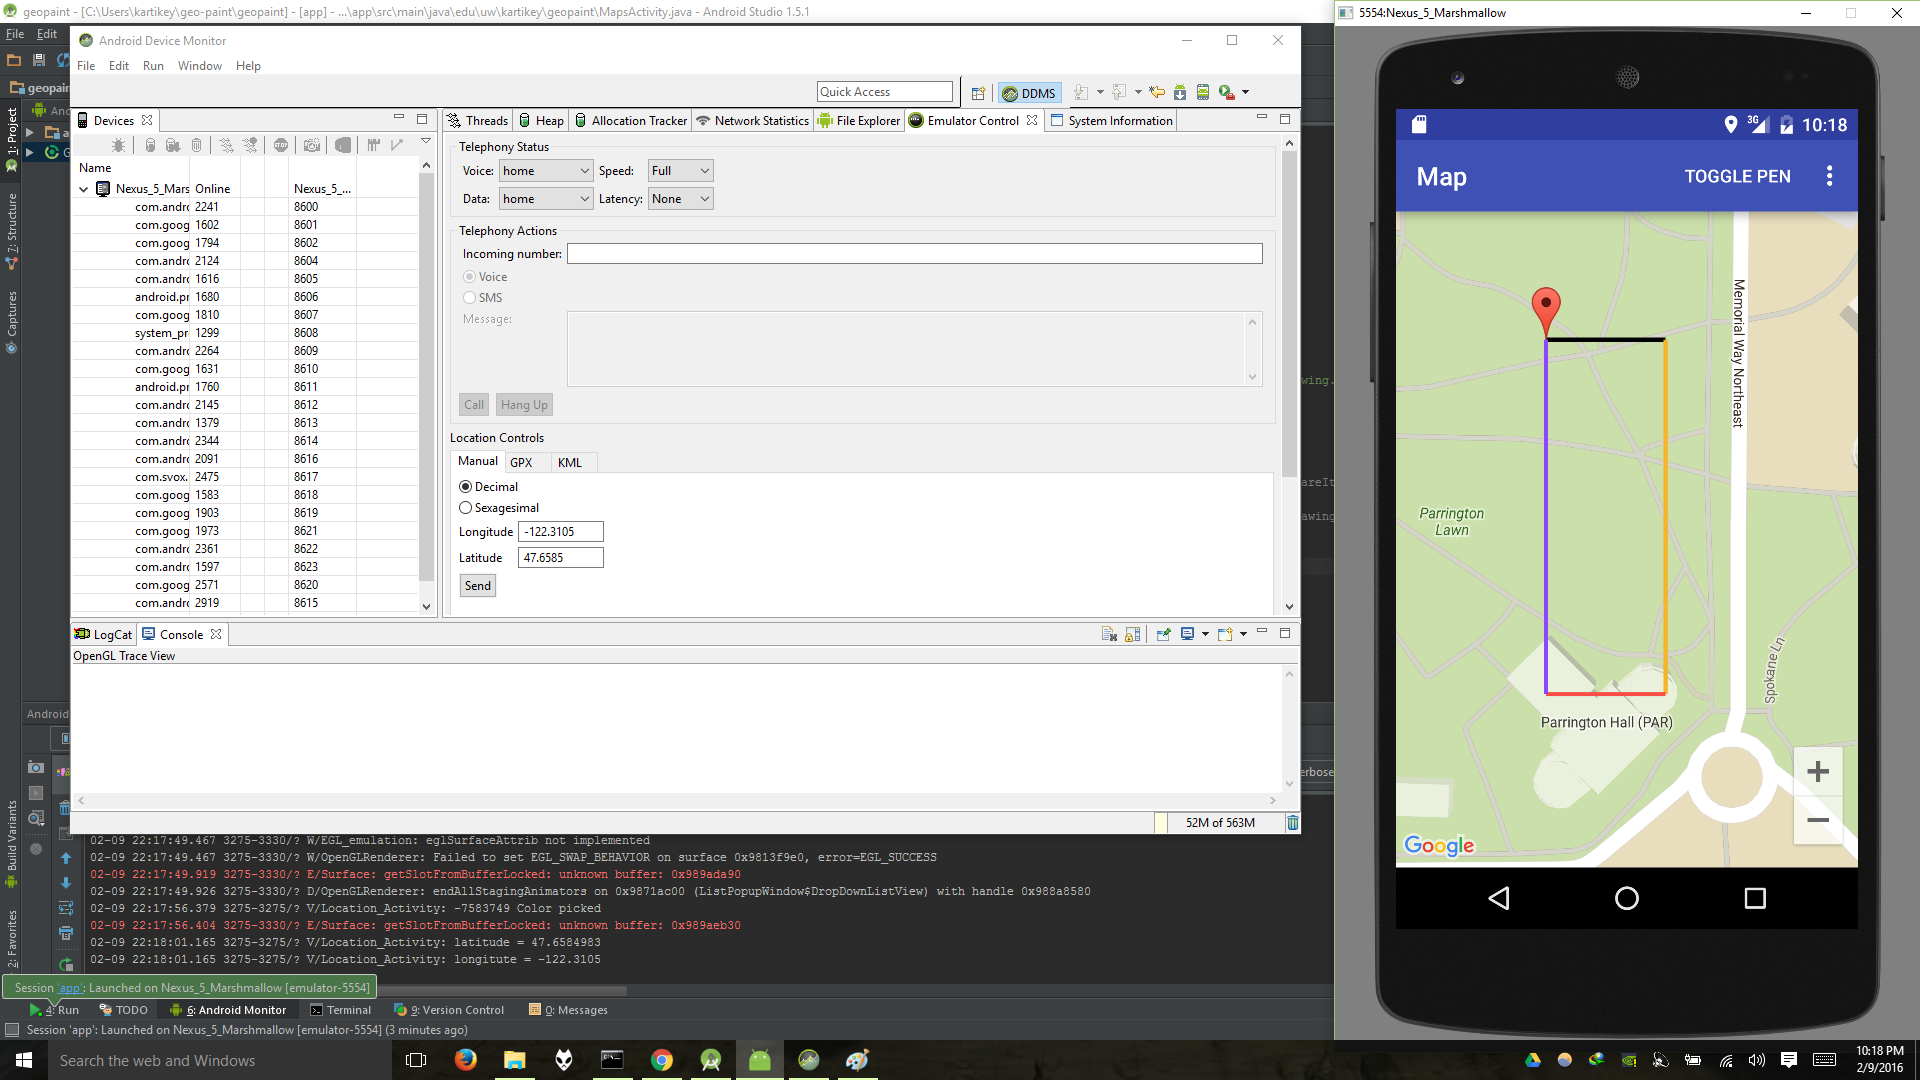 geopaint - [C:\Users\kartikey\geo-paint\geopaint] - [app] - ...\app\src\main\java\edu\uw\kartikey\geopaint\MapsActivity.java - Android Studio 1.5.1
File Edit
geopain
1: Project
7: Structure
Captures
Build Variants
2: Favorites
Android Device Monitor
File Edit Run Window Help
Quick Access
DDMS
Devices
Name
Nexus_5_Mars Online Nexus_5_...
com.andro 2241 8600
com.goog 1602 8601
com.goog 1794 8602
com.andro 2124 8604
com.andro 1616 8605
android.pr 1680 8606
com.goog 1810 8607
system_pr 1299 8608
com.andro 2264 8609
com.goog 1631 8610
android.pr 1760 8611
com.andro 2145 8612
com.andro 1379 8613
com.andro 2344 8614
com.andro 2091 8616
com.svox. 2475 8617
com.goog 1583 8618
com.goog 1903 8619
com.goog 1973 8621
com.andro 2361 8622
com.andro 1597 8623
com.goog 2571 8620
com.andro 2919 8615
Threads Heap Allocation Tracker Network Statistics File Explorer Emulator Control System Information
Telephony Status
Voice: home Speed: Full
Data: home Latency: None
Telephony Actions
Incoming number:
Voice
SMS
Message:
Call Hang Up
Location Controls
Manual GPX KML
Decimal
Sexagesimal
Longitude -122.3105
Latitude 47.6585
Send
LogCat Console
OpenGL Trace View
52M of 563M
wing.
areIt
awing
erbose
Android
02-09 22:17:49.467 3275-3330/? W/EGL_emulation: eglSurfaceAttrib not implemented
02-09 22:17:49.467 3275-3330/? W/OpenGLRenderer: Failed to set EGL_SWAP_BEHAVIOR on surface 0x9813f9e0, error=EGL_SUCCESS
02-09 22:17:49.919 3275-3330/? E/Surface: getSlotFromBufferLocked: unknown buffer: 0x989ada90
02-09 22:17:49.926 3275-3330/? D/OpenGLRenderer: endAllStagingAnimators on 0x9871ac00 (ListPopupWindow$DropDownListView) with handle 0x988a8580
02-09 22:17:56.379 3275-3275/? V/Location_Activity: -7583749 Color picked
02-09 22:17:56.404 3275-3330/? E/Surface: getSlotFromBufferLocked: unknown buffer: 0x989aeb30
02-09 22:18:01.165 3275-3275/? V/Location_Activity: latitude = 47.6584983
02-09 22:18:01.165 3275-3275/? V/Location_Activity: longitute = -122.3105
Session 'app': Launched on Nexus_5_Marshmallow [emulator-5554]
4: Run TODO 6: Android Monitor Terminal 9: Version Control 0: Messages
Session 'app': Launched on Nexus_5_Marshmallow [emulator-5554] (3 minutes ago)
5554:Nexus_5_Marshmallow
3G 10:18
Map TOGGLE PEN
Memorial Way Northeast
Parrington
Lawn
Spokane Ln
Parrington Hall (PAR)
+
−
Google
Search the web and Windows
10:18 PM
2/9/2016